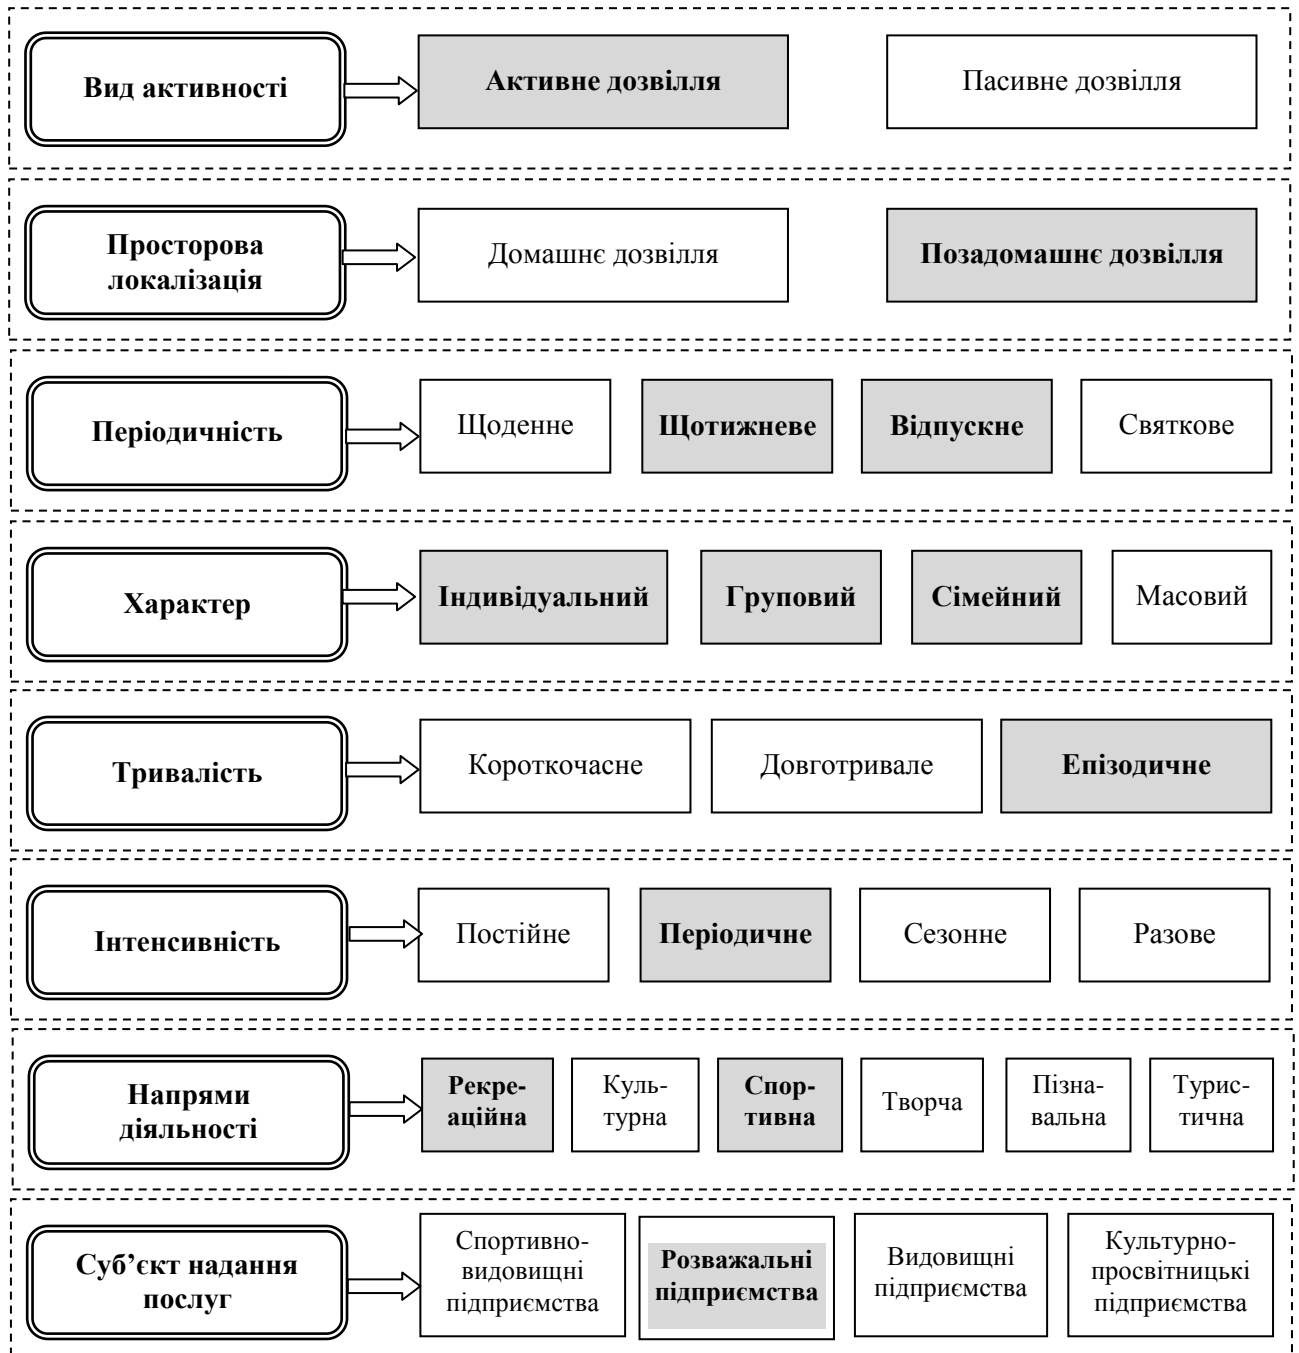 Вид активності
Активне дозвілля
Пасивне дозвілля
Просторова
локалізація
Домашнє дозвілля
Позадомашнє дозвілля
Періодичність
Щоденне
Щотижневе
Відпускне
Святкове
Характер
Індивідуальний
Груповий
Сімейний
Масовий
Тривалість
Короткочасне
Довготривале
Епізодичне
Інтенсивність
Постійне
Періодичне
Сезонне
Разове
Напрями
діяльності
Рекре-
аційна
Куль-
турна
Спор-
тивна
Творча
Пізна-
вальна
Турис-
тична
Суб’єкт надання
послуг
Спортивно-
видовищні
підприємства
Розважальні
підприємства
Видовищні
підприємства
Культурно-
просвітницькі
підприємства